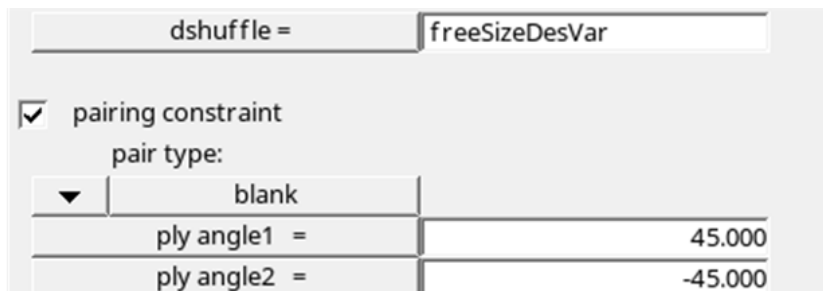 dshuffle = freeSizeDesVar
pairing constraint
pair type:
blank
ply angle1 = 45.000
ply angle2 = -45.000